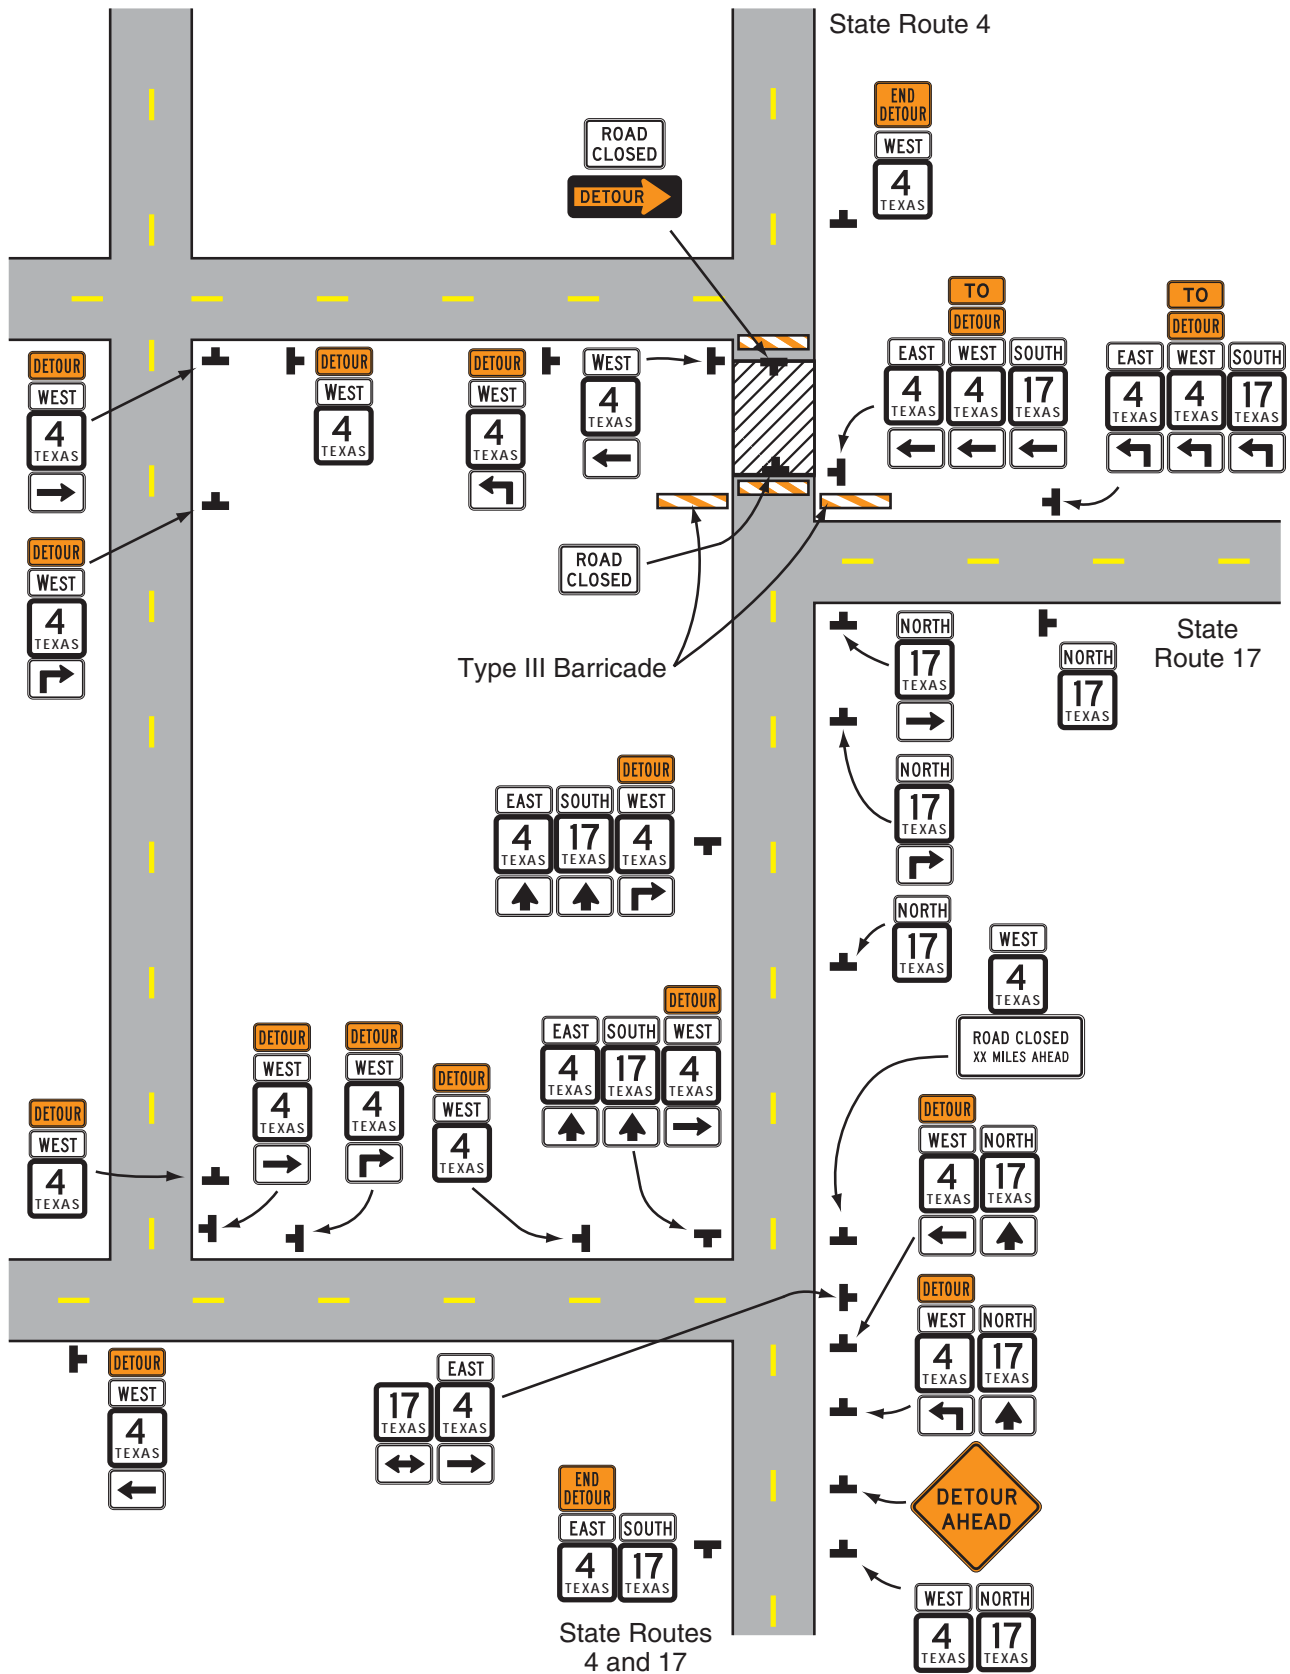 State Route 4
END
DETOUR
WEST
4
TEXAS
ROAD
CLOSED
DETOUR
TO
DETOUR
EAST WEST SOUTH
4 4 17
TEXAS TEXAS TEXAS
TO
DETOUR
EAST WEST SOUTH
4 4 17
TEXAS TEXAS TEXAS
DETOUR
WEST
4
TEXAS
DETOUR
WEST
4
TEXAS
DETOUR
WEST
4
TEXAS
WEST
4
TEXAS
DETOUR
WEST
4
TEXAS
ROAD
CLOSED
Type III Barricade
NORTH
17
TEXAS
State
Route 17
NORTH
17
TEXAS
NORTH
17
TEXAS
DETOUR
EAST SOUTH WEST
4 17 4
TEXAS TEXAS TEXAS
NORTH
17
TEXAS
WEST
4
TEXAS
ROAD CLOSED
XX MILES AHEAD
DETOUR
EAST SOUTH WEST
4 17 4
TEXAS TEXAS TEXAS
DETOUR
WEST
4
TEXAS
DETOUR
WEST
4
TEXAS
DETOUR
WEST
4
TEXAS
DETOUR
WEST
4
TEXAS
DETOUR
WEST NORTH
4 17
TEXAS TEXAS
DETOUR
WEST NORTH
4 17
TEXAS TEXAS
DETOUR
WEST
4
TEXAS
EAST
17 4
TEXAS TEXAS
DETOUR
AHEAD
END
DETOUR
EAST SOUTH
4 17
TEXAS TEXAS
WEST NORTH
4 17
TEXAS TEXAS
State Routes
4 and 17